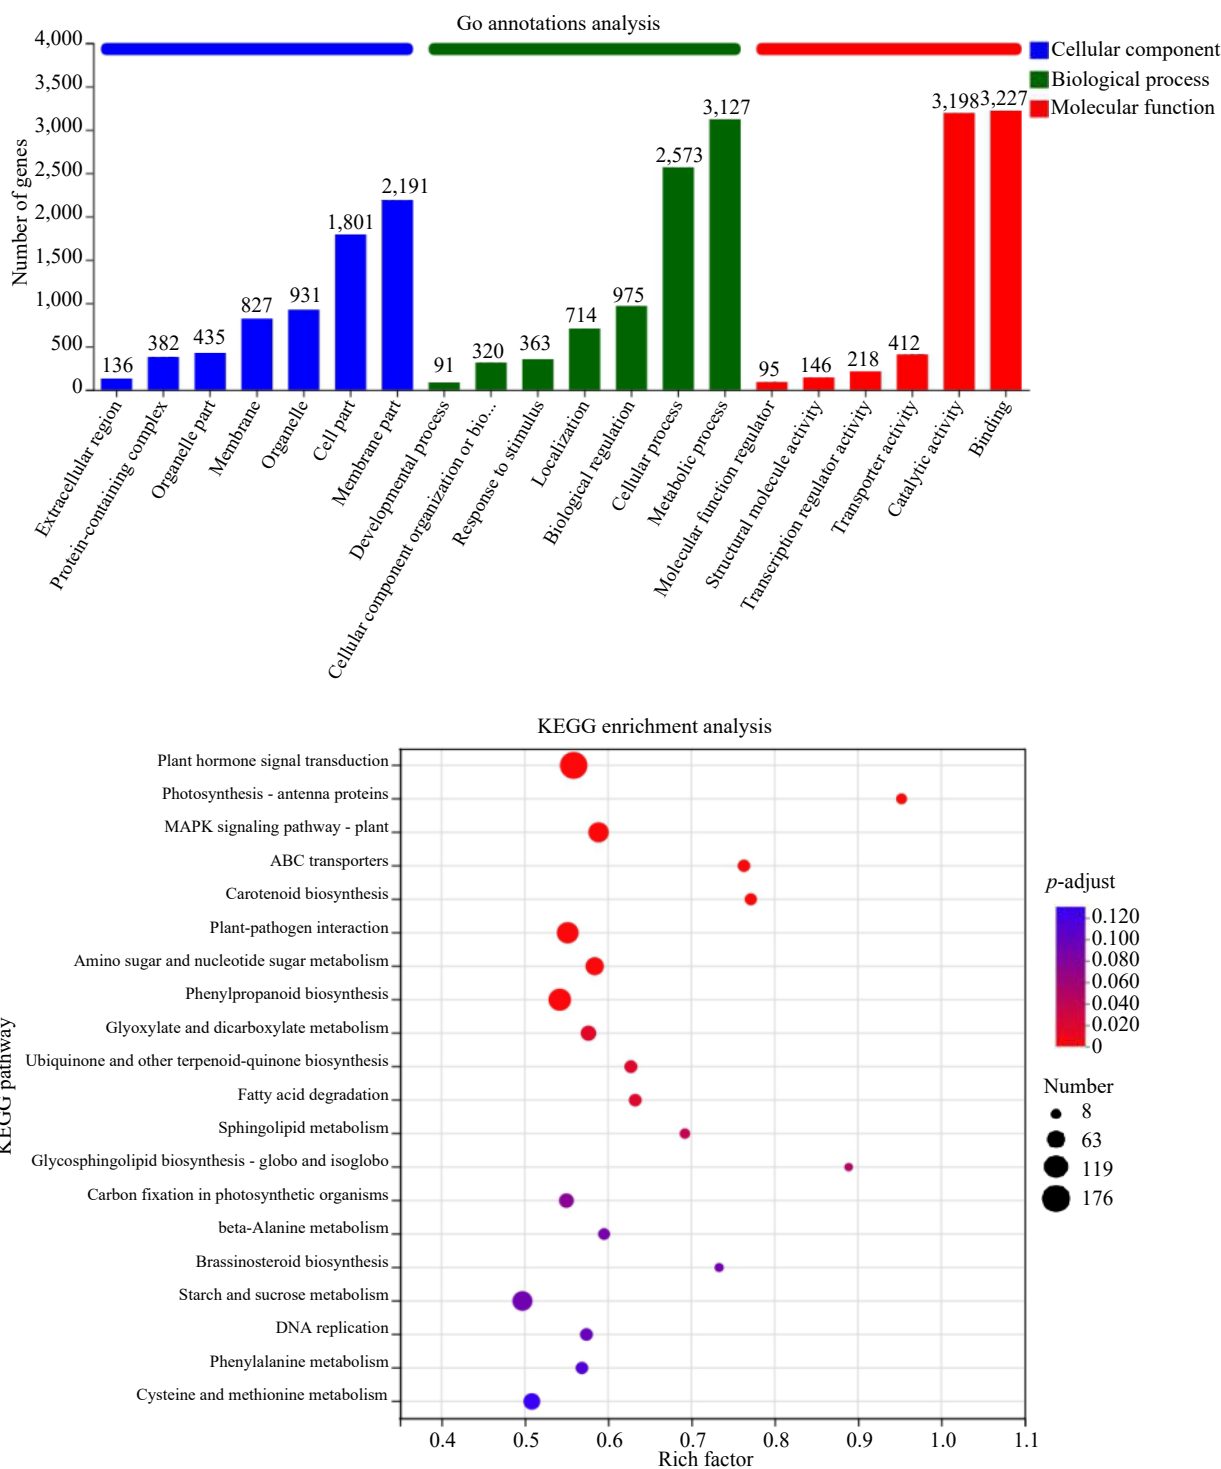 Go annotations analysis
4,000
3,500
3,000
2,500
2,000
1,500
1,000
500
0
Number of genes
136
382
435
827
931
1,801
2,191
91
320
363
714
975
2,573
3,127
95
146
218
412
3,198
3,227
Cellular component
Biological process
Molecular function
Extracellular region
Protein-containing complex
Organelle part
Membrane
Organelle
Cell part
Membrane part
Developmental process
Cellular component organization or bio...
Response to stimulus
Localization
Biological regulation
Cellular process
Metabolic process
Molecular function regulator
Structural molecule activity
Transcription regulator activity
Transporter activity
Catalytic activity
Binding
KEGG enrichment analysis
KEGG pathway
Plant hormone signal transduction
Photosynthesis - antenna proteins
MAPK signaling pathway - plant
ABC transporters
Carotenoid biosynthesis
Plant-pathogen interaction
Amino sugar and nucleotide sugar metabolism
Phenylpropanoid biosynthesis
Glyoxylate and dicarboxylate metabolism
Ubiquinone and other terpenoid-quinone biosynthesis
Fatty acid degradation
Sphingolipid metabolism
Glycosphingolipid biosynthesis - globo and isoglobo
Carbon fixation in photosynthetic organisms
beta-Alanine metabolism
Brassinosteroid biosynthesis
Starch and sucrose metabolism
DNA replication
Phenylalanine metabolism
Cysteine and methionine metabolism
0.4 0.5 0.6 0.7 0.8 0.9 1.0 1.1
Rich factor
p-adjust
0.120
0.100
0.080
0.060
0.040
0.020
0
Number
8
63
119
176